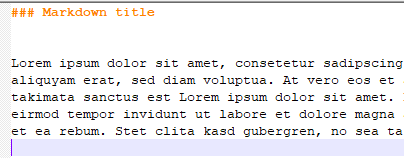 ### Markdown title
Lorem ipsum dolor sit amet, consetetur sadipscing
aliquyam erat, sed diam voluptua. At vero eos et
takimata sanctus est Lorem ipsum dolor sit amet.
eirmod tempor invidunt ut labore et dolore magna
et ea rebum. Stet clita kasd gubergren, no sea ta